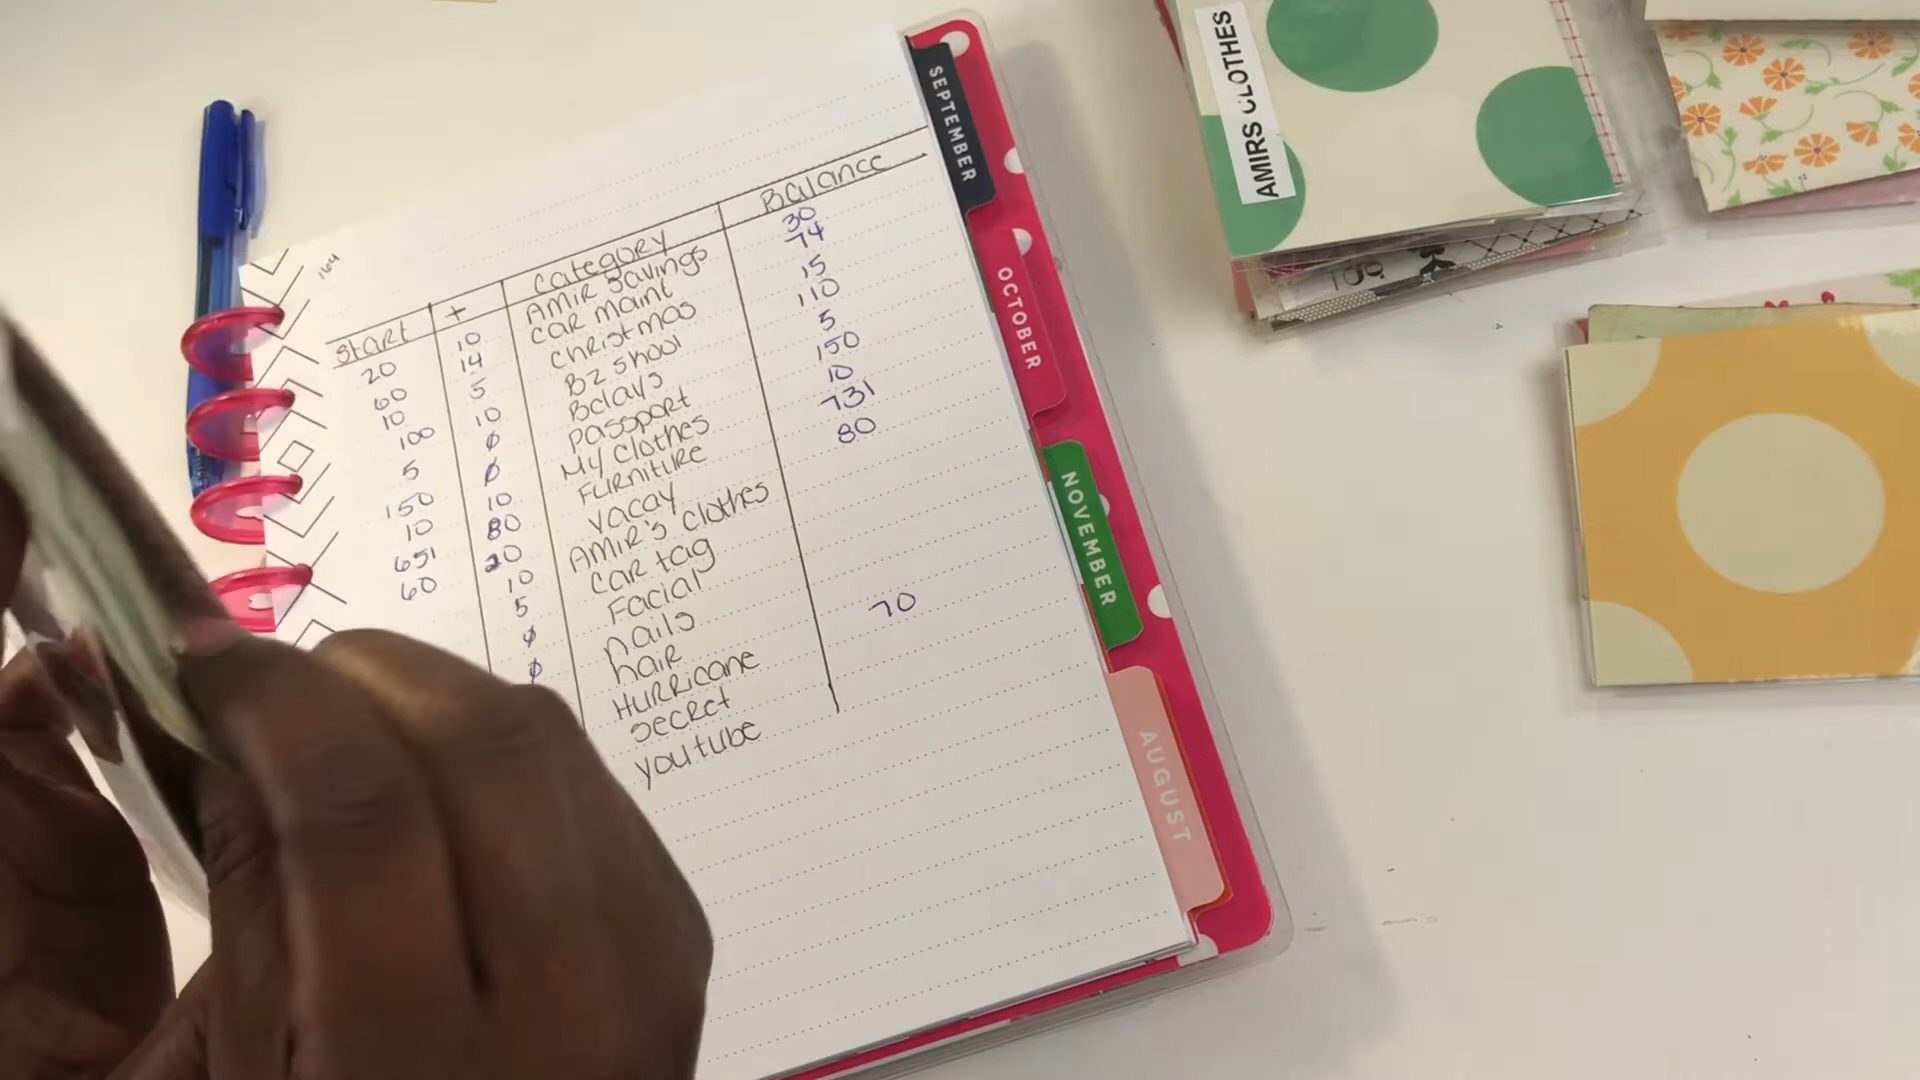 164
START + CATEGORY Balance
20 10 AMIR SAVINGS 30
60 14 CAR MAINT 74
10 5 CHRISTMAS 15
100 10 B2SHOOL 110
5 ∅ BDAYS 5
150 ∅ PASSPORT 150
10 10 MY CLOTHES 10
651 80 FURNITURE 731
60 20 VACAY 80
10 AMIR'S CLOTHES
5 CAR TAG
∅ FACIAL
∅ NAILS
HAIR 70
HURRICANE
SECRET
YOUTUBE
SEPTEMBER
OCTOBER
NOVEMBER
AUGUST
AMIRS CLOTHES